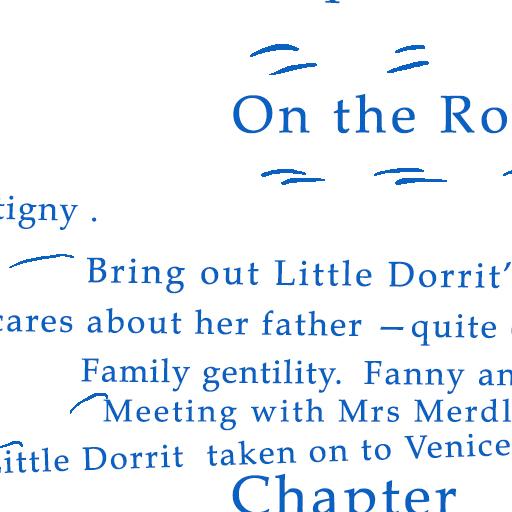 On the Ro
tigny .
Bring out Little Dorrit’
cares about her father — quite
Family gentility. Fanny an
Meeting with Mrs Merdl
Little Dorrit taken on to Venice
Chapter